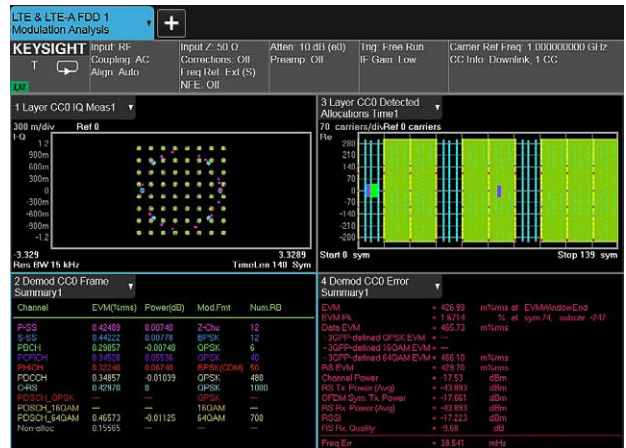 LTE & LTE-A FDD 1
Modulation Analysis
KEYSIGHT
Input: RF
Coupling: AC
Align: Auto
Input Z: 50 Ω
Corrections: Off
Freq Ref: Ext (S)
NFE: Off
Atten: 10 dB (e0)
Preamp: Off
Trig: Free Run
IF Gain: Low
Carrier Ref Freq: 1.000000000 GHz
CC Info: Downlink, 1 CC
T
LXI
1 Layer CC0 IQ Meas1
300 m/div Ref 0
I-Q
1.2
900m
600m
300m
0
-300m
-600m
-900m
-1.2
-3.329 3.3289
Res BW 15 kHz TimeLen 140 Sym
3 Layer CC0 Detected
Allocations Time1
70 carriers/div Ref 0 carriers
Re
280
210
140
70
0
-70
-140
-210
-280
Start 0 sym Stop 139 sym
2 Demod CC0 Frame
Summary1
Channel EVM(%rms) Power(dB) Mod.Fmt Num.RB
P-SS 0.42489 0.00740 Z-Chu 12
S-SS 0.44222 0.00778 BPSK 12
PBCH 0.29857 -0.00748 QPSK 6
PCFICH 0.34528 0.05536 QPSK 40
PHICH 0.32240 0.06740 BPSK(CDM) 50
PDCCH 0.34857 -0.01039 QPSK 480
C-RS 0.42970 0 QPSK 1000
PDSCH_QPSK — — QPSK —
PDSCH_16QAM — — 16QAM —
PDSCH_64QAM 0.46573 -0.01125 64QAM 700
Non-alloc 0.15565 — — —
4 Demod CC0 Error
Summary1
EVM = 426.99 m%rms at EVMWindowEnd
EVM Pk = 1.6714 % at sym 74, subcar -247
Data EVM = 465.73 m%rms
-3GPP-defined QPSK EVM = —
-3GPP-defined 16QAM EVM = —
-3GPP-defined 64QAM EVM = 466.10 m%rms
RS EVM = 429.70 m%rms
Channel Power = -17.53 dBm
RS Tx. Power (Avg) = -43.893 dBm
OFDM Sym. Tx. Power = -17.661 dBm
RS Rx. Power (Avg) = -43.893 dBm
RSSI = -17.223 dBm
RS Rx. Quality = -9.68 dB
Freq Err = 38.541 mHz